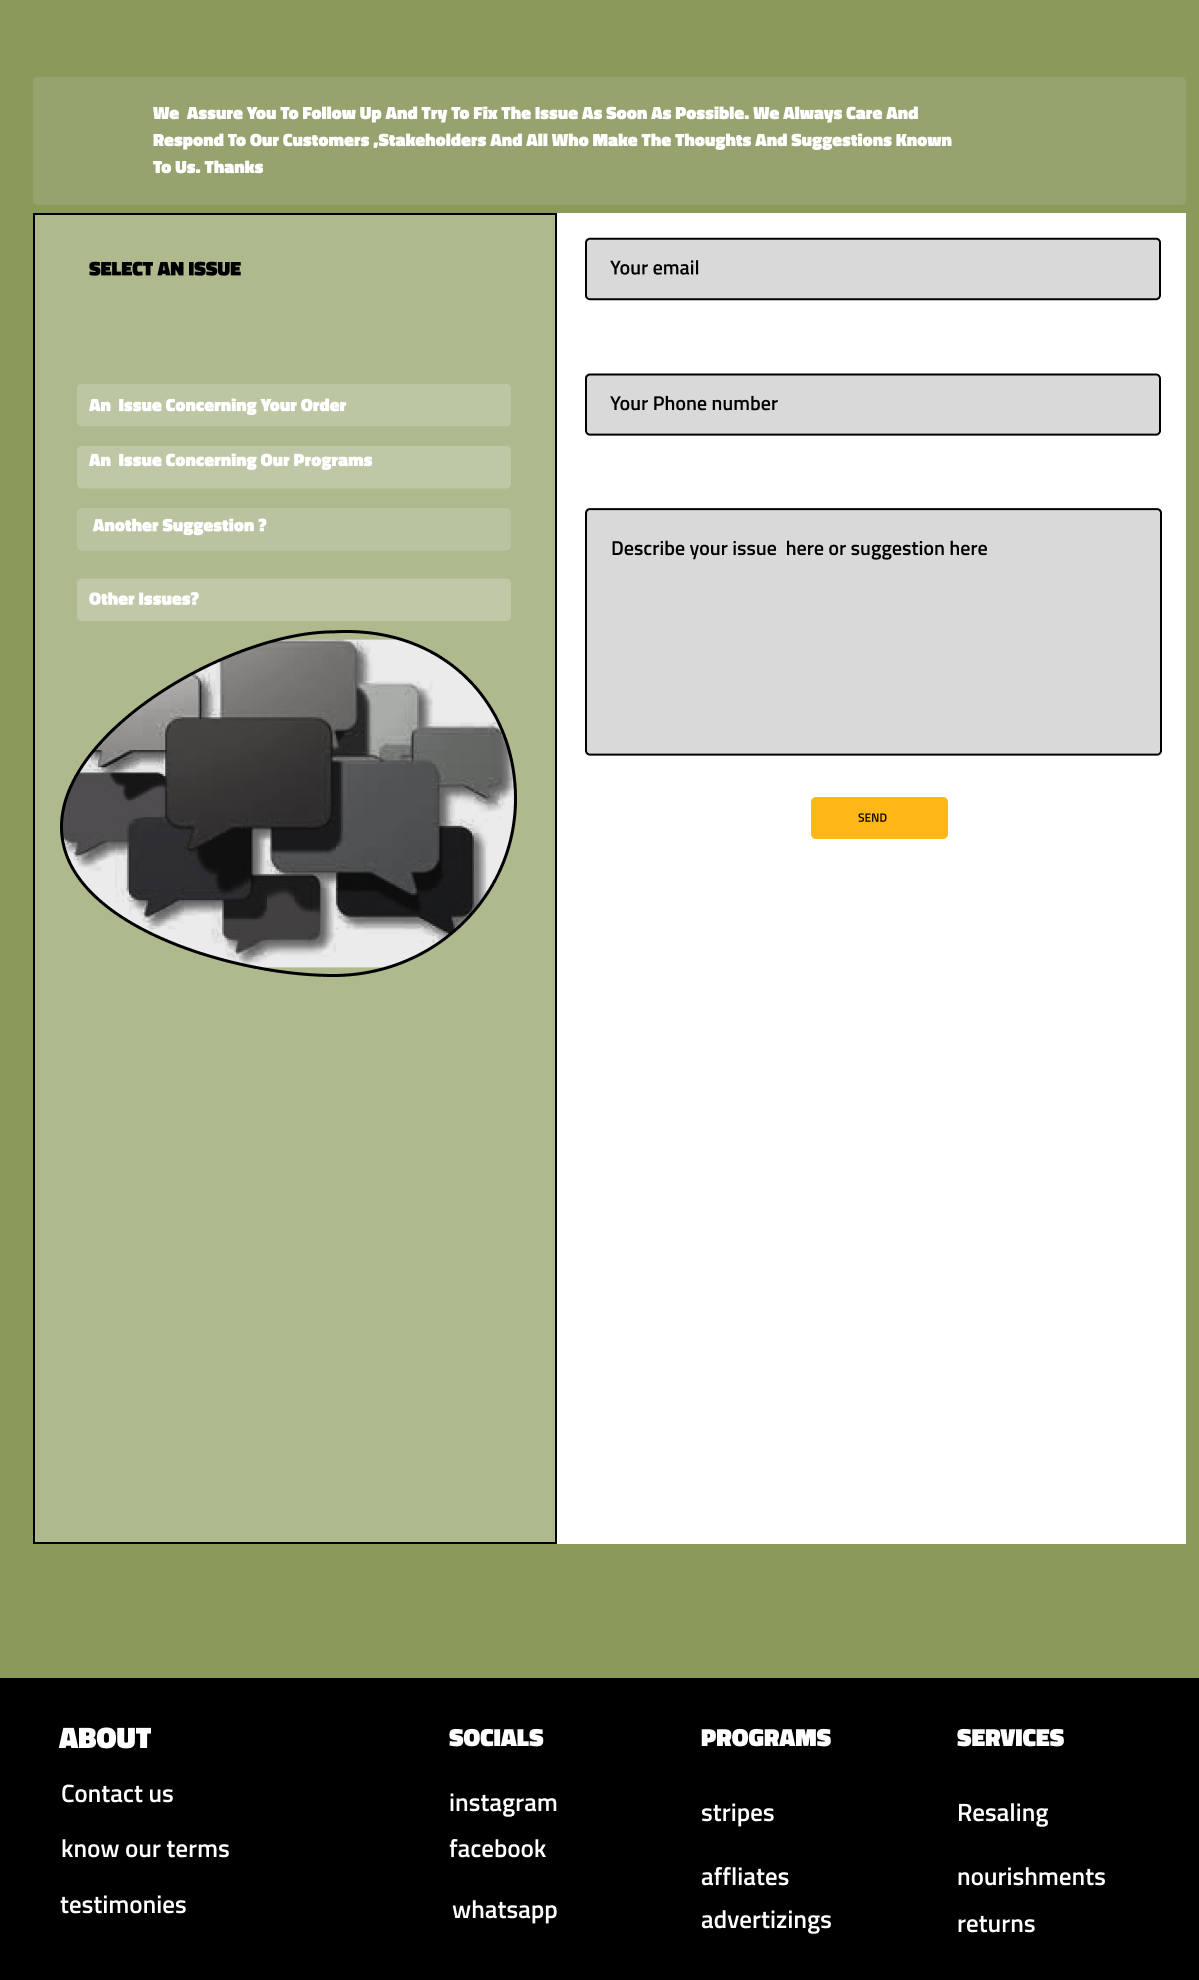 We  Assure You To Follow Up And Try To Fix The Issue As Soon As Possible. We Always Care And
Respond To Our Customers ,Stakeholders And All Who Make The Thoughts And Suggestions Known
To Us. Thanks
SELECT AN ISSUE
An  Issue Concerning Your Order
An  Issue Concerning Our Programs
Another Suggestion ?
Other Issues?
Your email
Your Phone number
Describe your issue  here or suggestion here
SEND
ABOUT
Contact us
know our terms
testimonies
SOCIALS
instagram
facebook
whatsapp
PROGRAMS
stripes
affliates
advertizings
SERVICES
Resaling
nourishments
returns